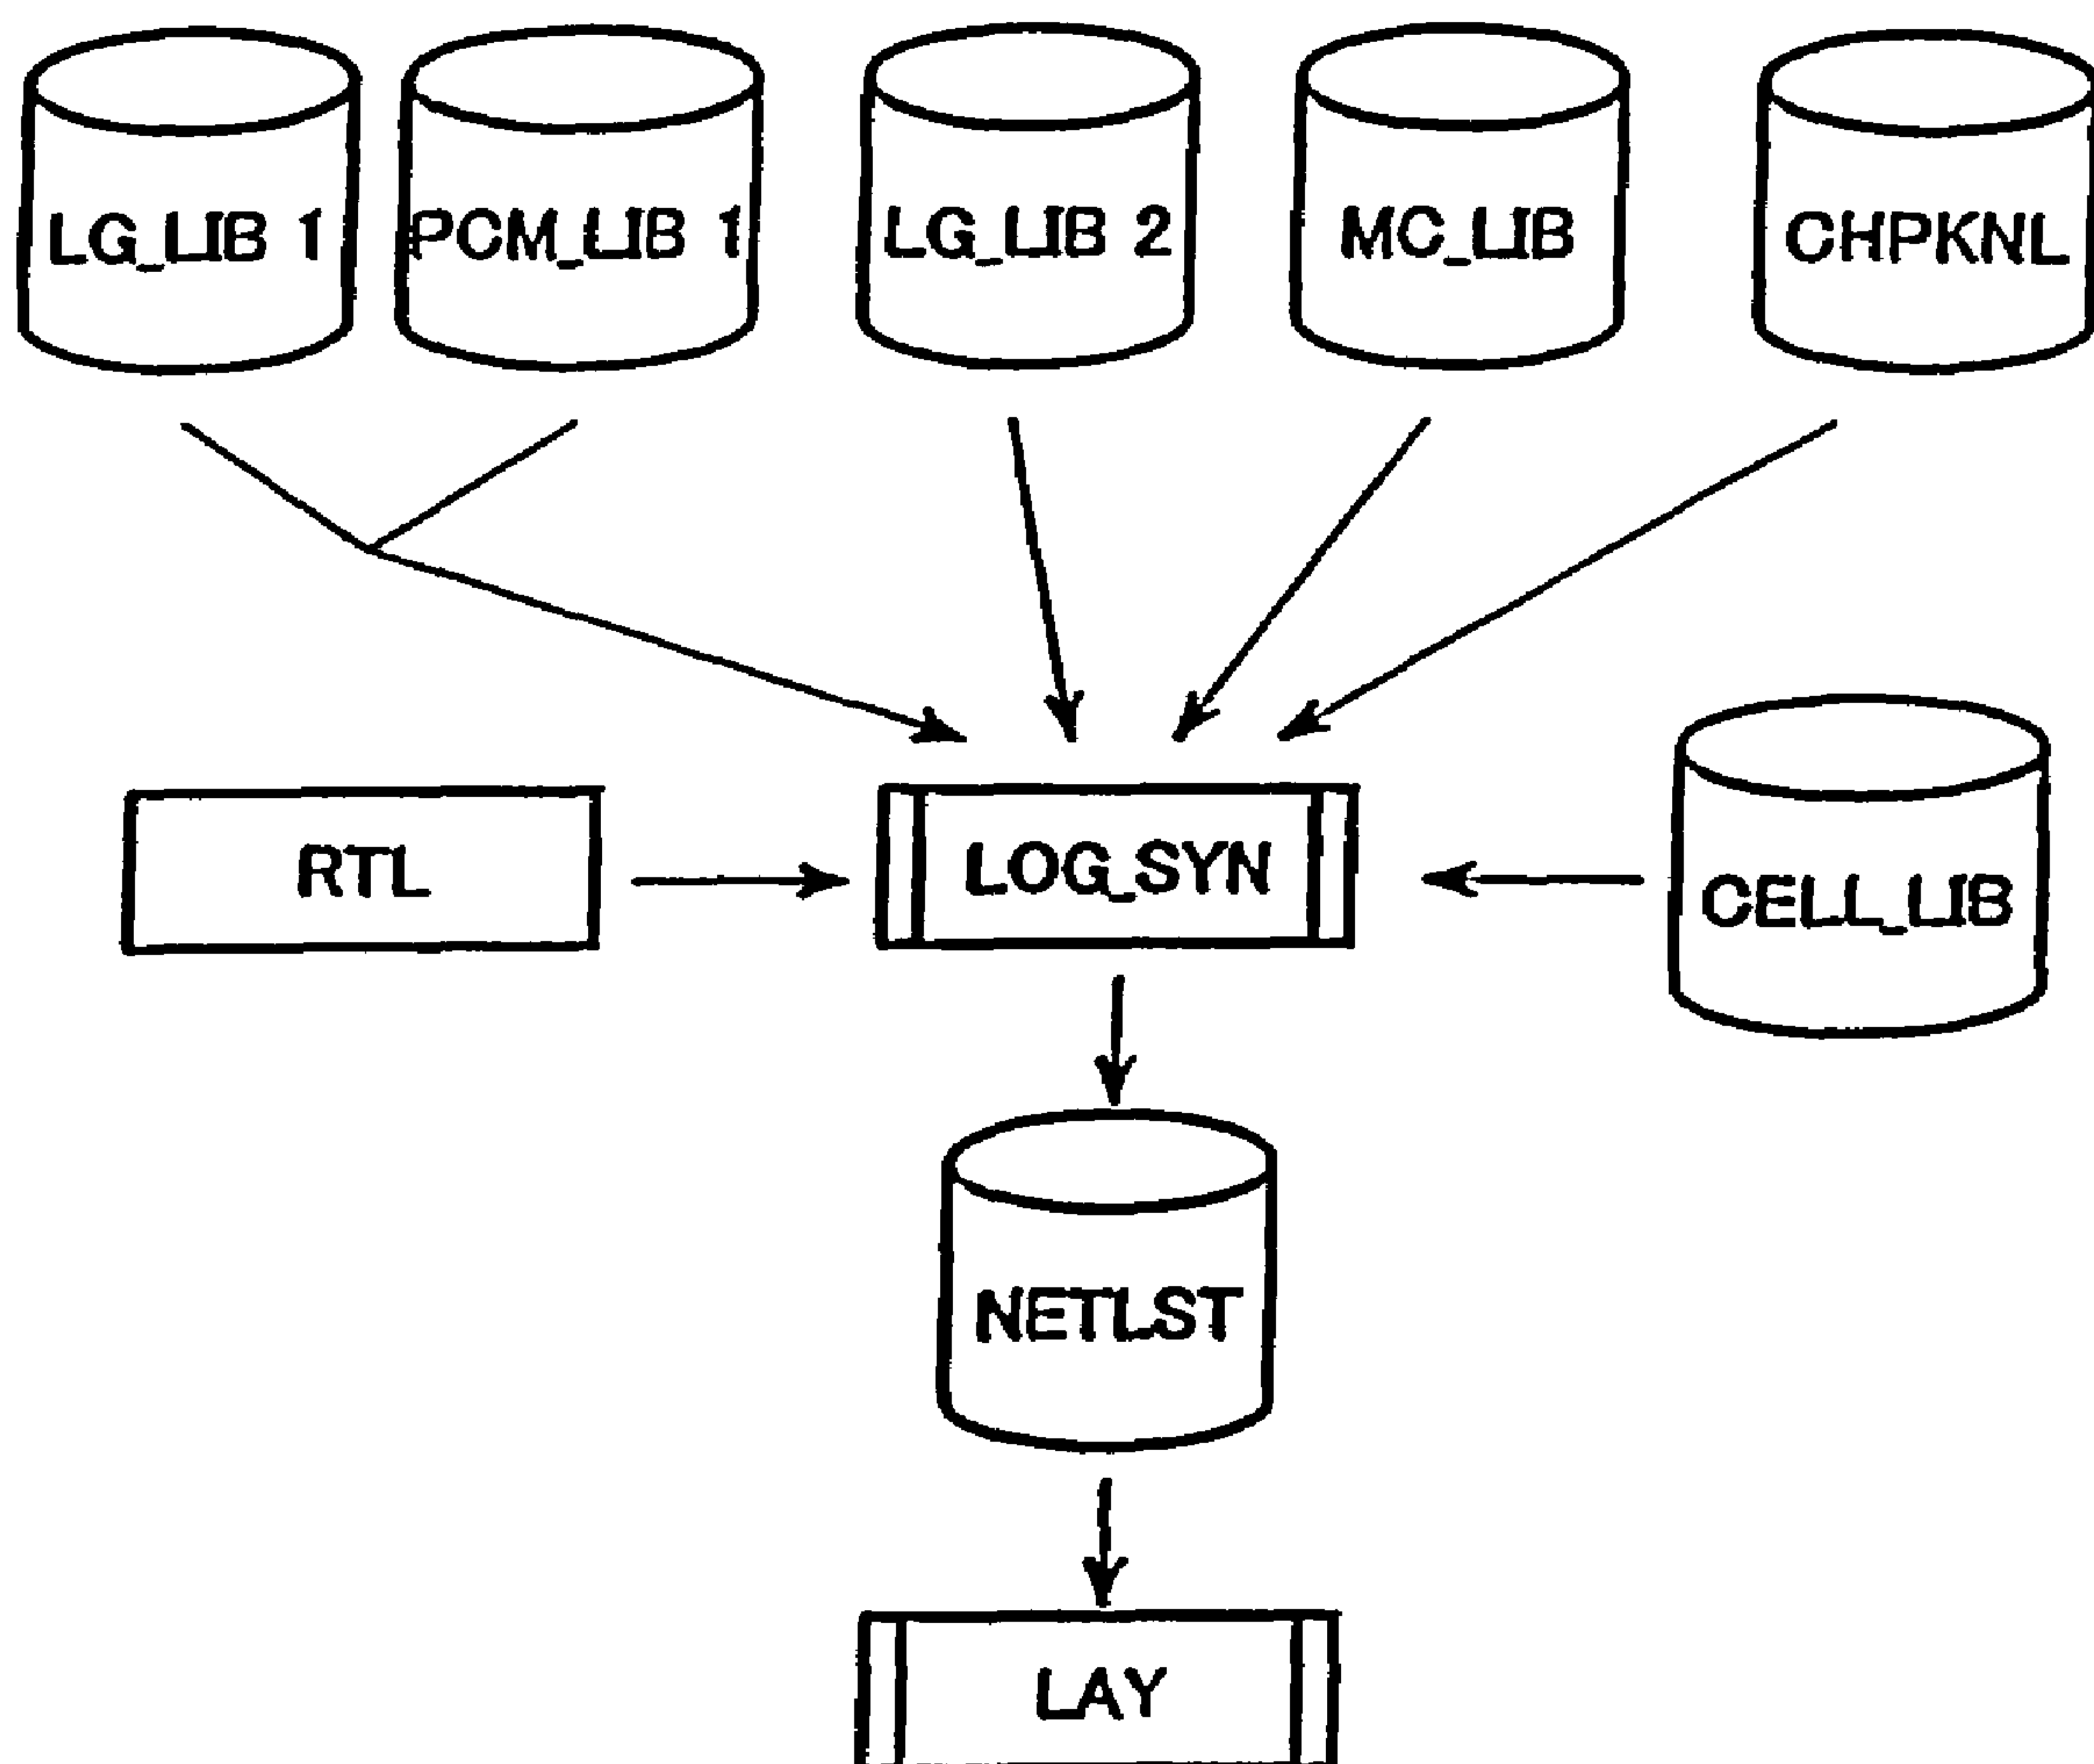 LG_LIB 1
PCM_LIB 1
LG_LIB 2
MC_LIB
CHPKNL
RTL
LOG_SYN
CELL_LIB
NETLST
LAY